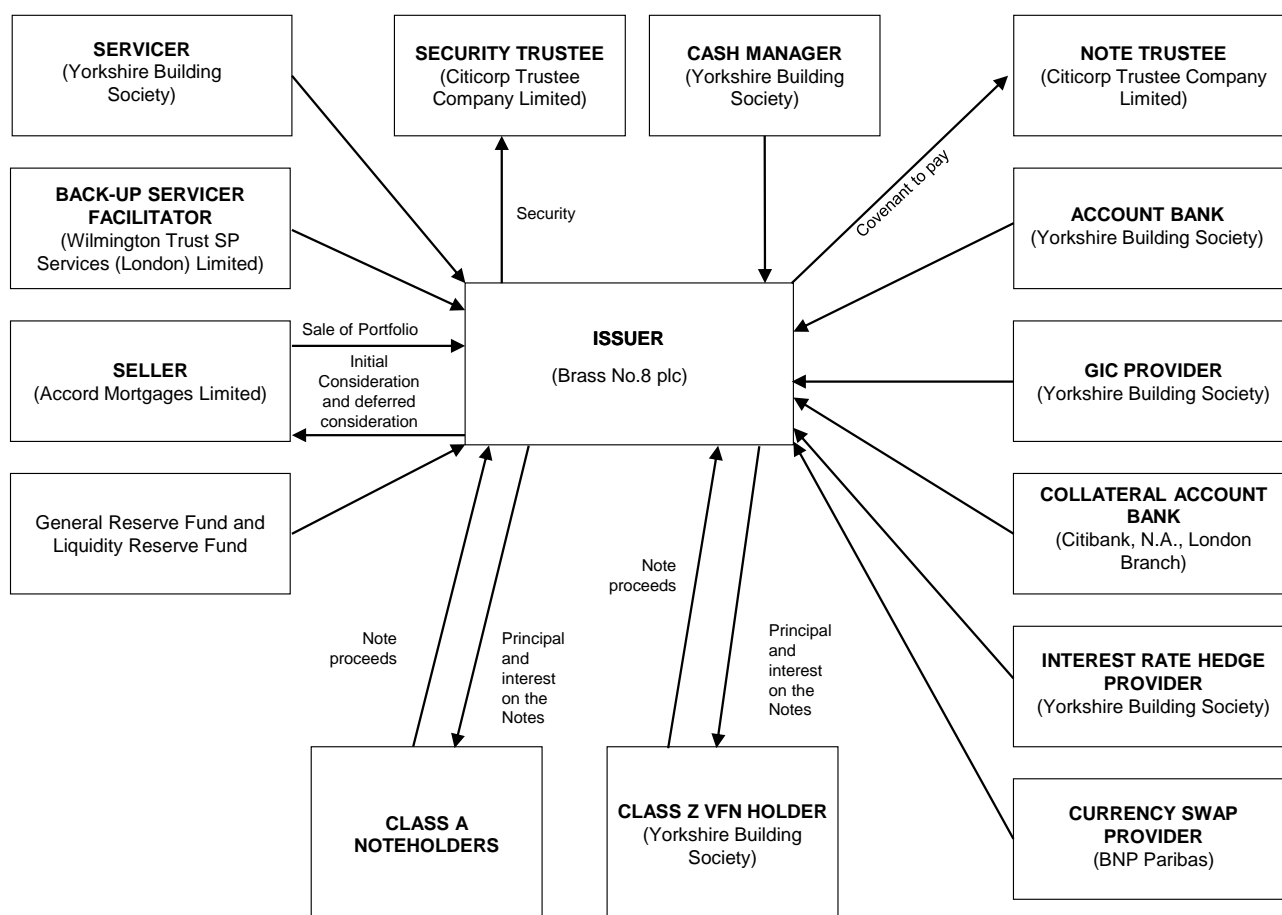 SERVICER
(Yorkshire Building
Society)
SECURITY TRUSTEE
(Citicorp Trustee
Company Limited)
CASH MANAGER
(Yorkshire Building
Society)
NOTE TRUSTEE
(Citicorp Trustee Company
Limited)
BACK-UP SERVICER
FACILITATOR
(Wilmington Trust SP
Services (London) Limited)
Security
Covenant to pay
ACCOUNT BANK
(Yorkshire Building Society)
SELLER
(Accord Mortgages Limited)
Sale of Portfolio
Initial
Consideration
and deferred
consideration
ISSUER
(Brass No.8 plc)
GIC PROVIDER
(Yorkshire Building Society)
General Reserve Fund and
Liquidity Reserve Fund
COLLATERAL ACCOUNT
BANK
(Citibank, N.A., London
Branch)
Note
proceeds
Principal
and
interest
on the
Notes
Note
proceeds
Principal
and
interest
on the
Notes
INTEREST RATE HEDGE
PROVIDER
(Yorkshire Building Society)
CLASS A
NOTEHOLDERS
CLASS Z VFN HOLDER
(Yorkshire Building
Society)
CURRENCY SWAP
PROVIDER
(BNP Paribas)